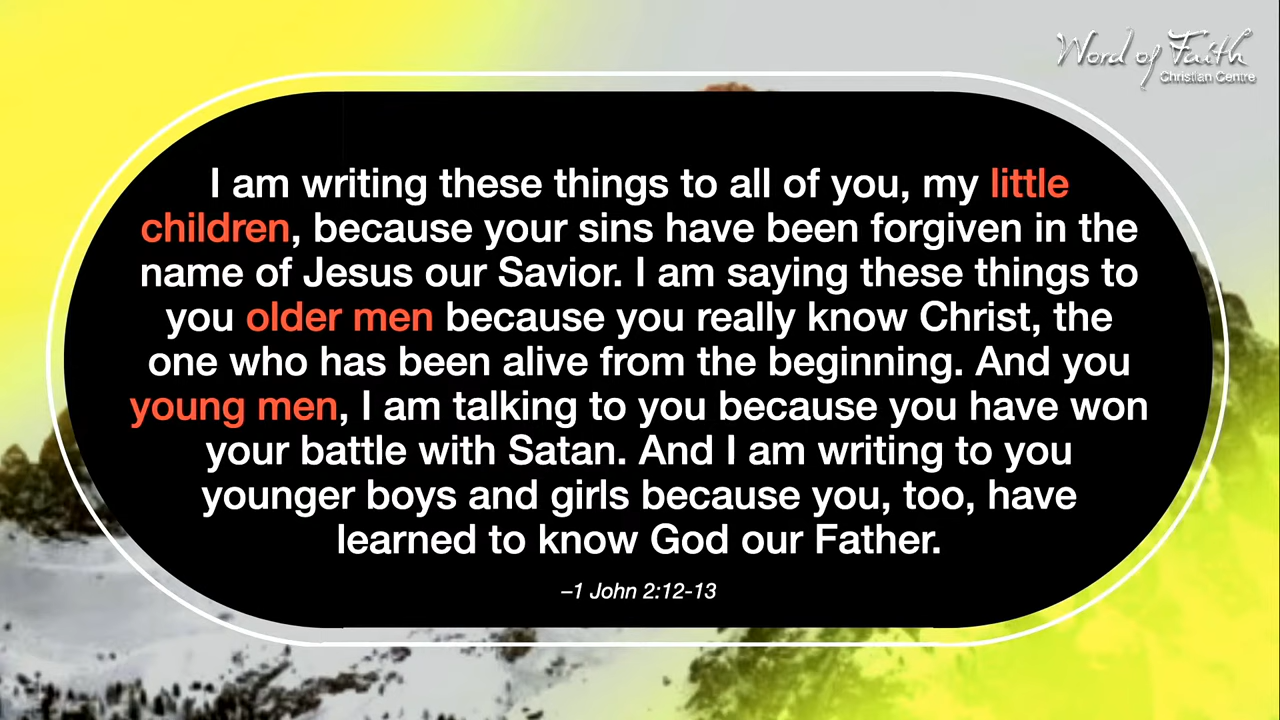 Word of Faith
Christian Centre
I am writing these things to all of you, my little
children, because your sins have been forgiven in the
name of Jesus our Savior. I am saying these things to
you older men because you really know Christ, the
one who has been alive from the beginning. And you
young men, I am talking to you because you have won
your battle with Satan. And I am writing to you
younger boys and girls because you, too, have
learned to know God our Father.
–1 John 2:12-13